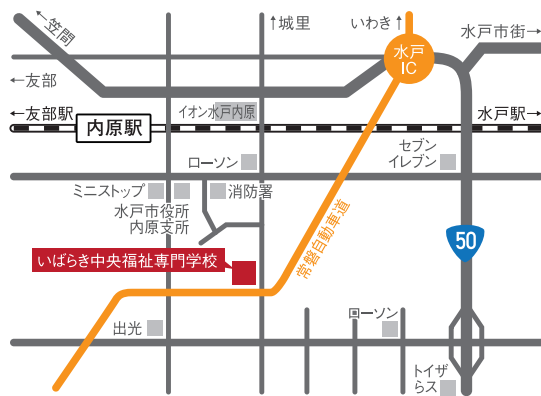 ↖笠間
↑城里
いわき↑
水戸市街→
水戸
IC
←友部
←友部駅
内原駅
イオン水戸内原
水戸駅→
ローソン
セブン
イレブン
ミニストップ
消防署
水戸市役所
内原支所
50
常磐自動車道
いばらき中央福祉専門学校
出光
ローソン
トイザ
らス